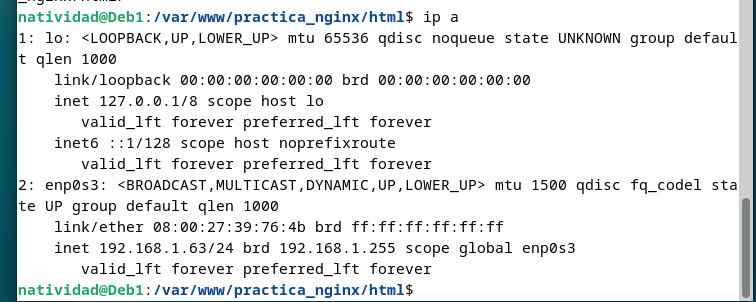 natividad@Deb1:/var/www/practica_nginx/html$ ip a
1: lo: <LOOPBACK,UP,LOWER_UP> mtu 65536 qdisc noqueue state UNKNOWN group defaul
t qlen 1000
    link/loopback 00:00:00:00:00:00 brd 00:00:00:00:00:00
    inet 127.0.0.1/8 scope host lo
       valid_lft forever preferred_lft forever
    inet6 ::1/128 scope host noprefixroute
       valid_lft forever preferred_lft forever
2: enp0s3: <BROADCAST,MULTICAST,DYNAMIC,UP,LOWER_UP> mtu 1500 qdisc fq_codel sta
te UP group default qlen 1000
    link/ether 08:00:27:39:76:4b brd ff:ff:ff:ff:ff:ff
    inet 192.168.1.63/24 brd 192.168.1.255 scope global enp0s3
       valid_lft forever preferred_lft forever
natividad@Deb1:/var/www/practica_nginx/html$